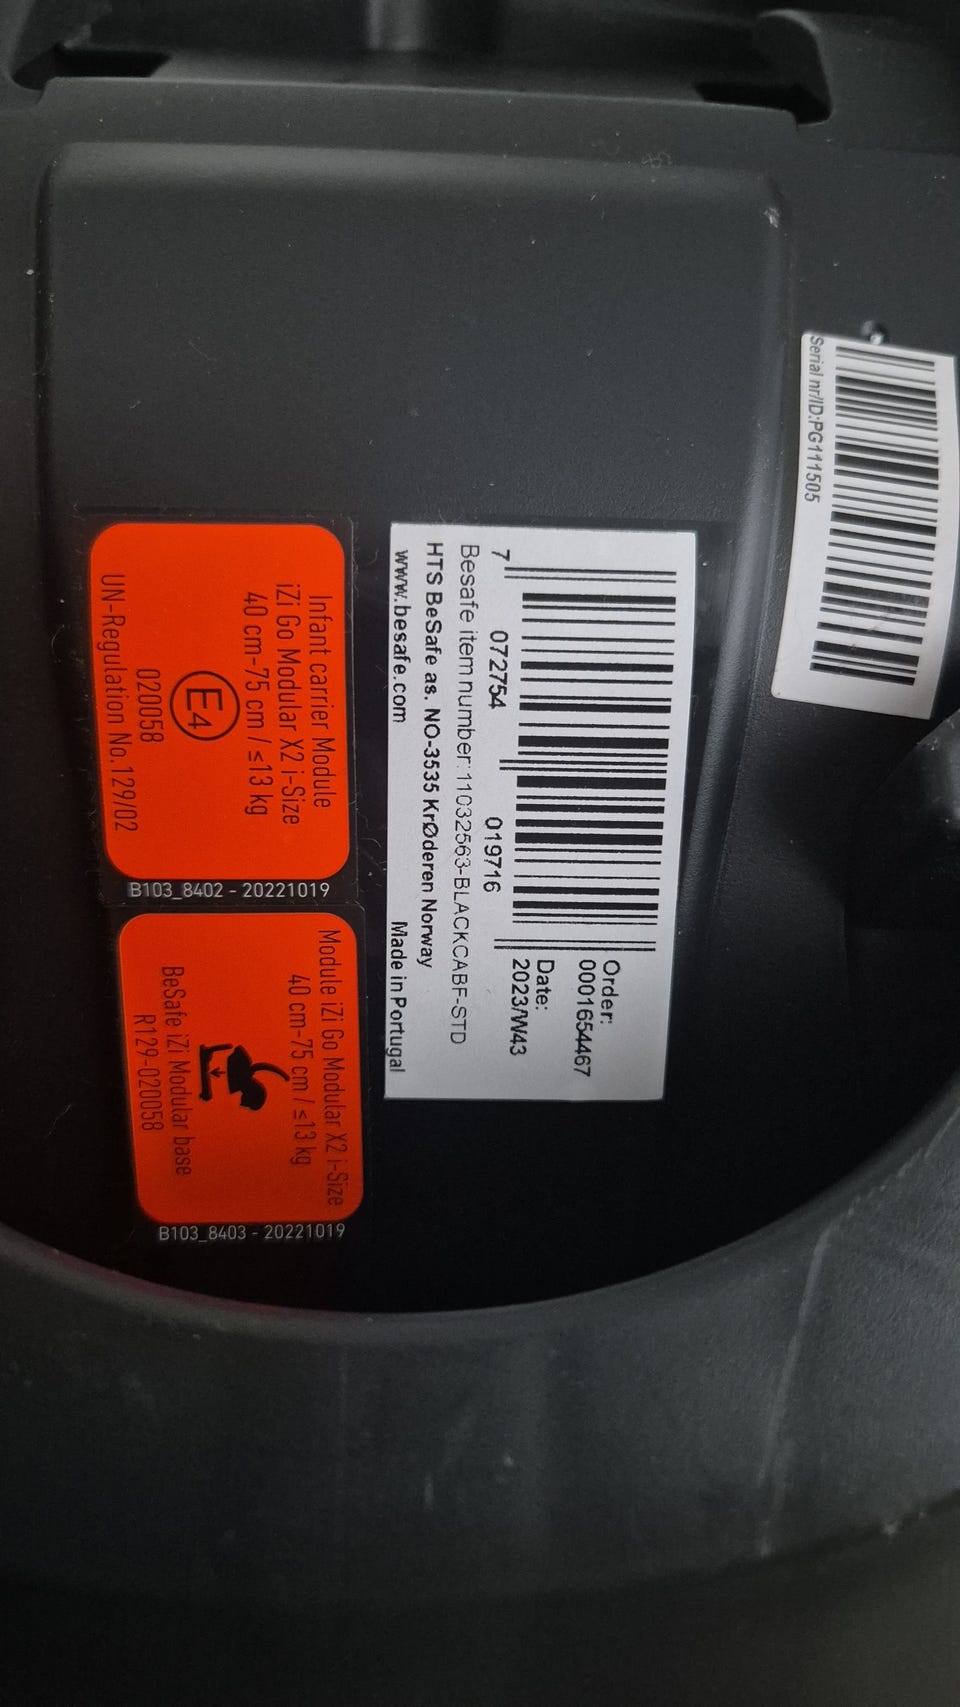 Serial nr/ID:PG111505
Order:
0001654467
Date:
2023/W43
7 072754 019716
Besafe item number:11032563-BLACKCABF-STD
HTS BeSafe as. NO-3535 KrØderen Norway
www.besafe.com Made in Portugal
Infant carrier Module
iZi Go Modular X2 i-Size
40 cm-75 cm / ≤13 kg
E4
020058
UN-Regulation No.129/02
B103_8402 - 20221019
Module iZi Go Modular X2 i-Size
40 cm-75 cm / ≤13 kg
BeSafe iZi Modular base
R129-020058
B103_8403 - 20221019